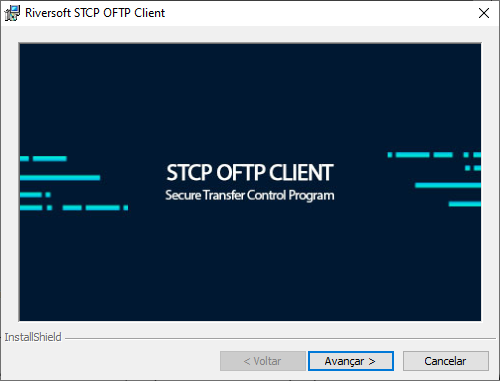 Riversoft STCP OFTP Client
STCP OFTP CLIENT
Secure Transfer Control Program
InstallShield
< Voltar
Avançar >
Cancelar